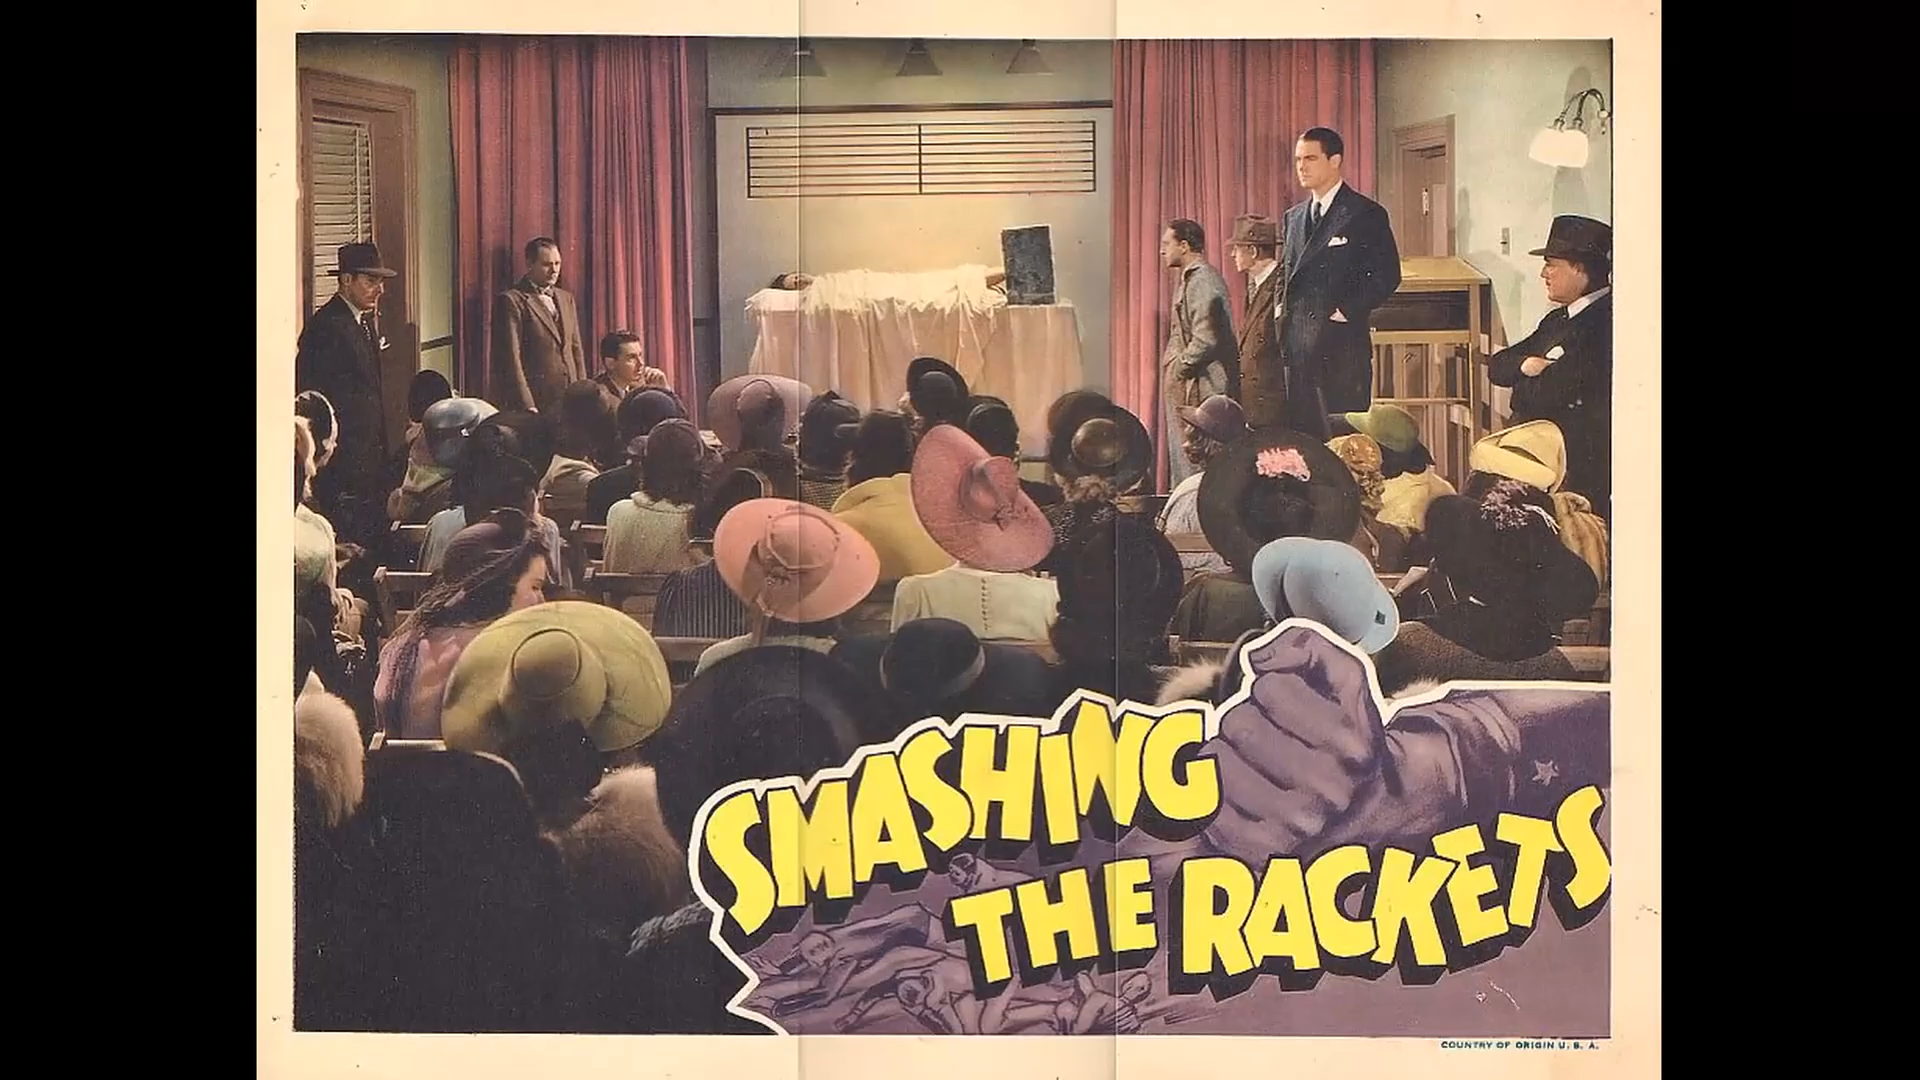 SMASHING
THE RACKETS
COUNTRY OF ORIGIN U. S. A.